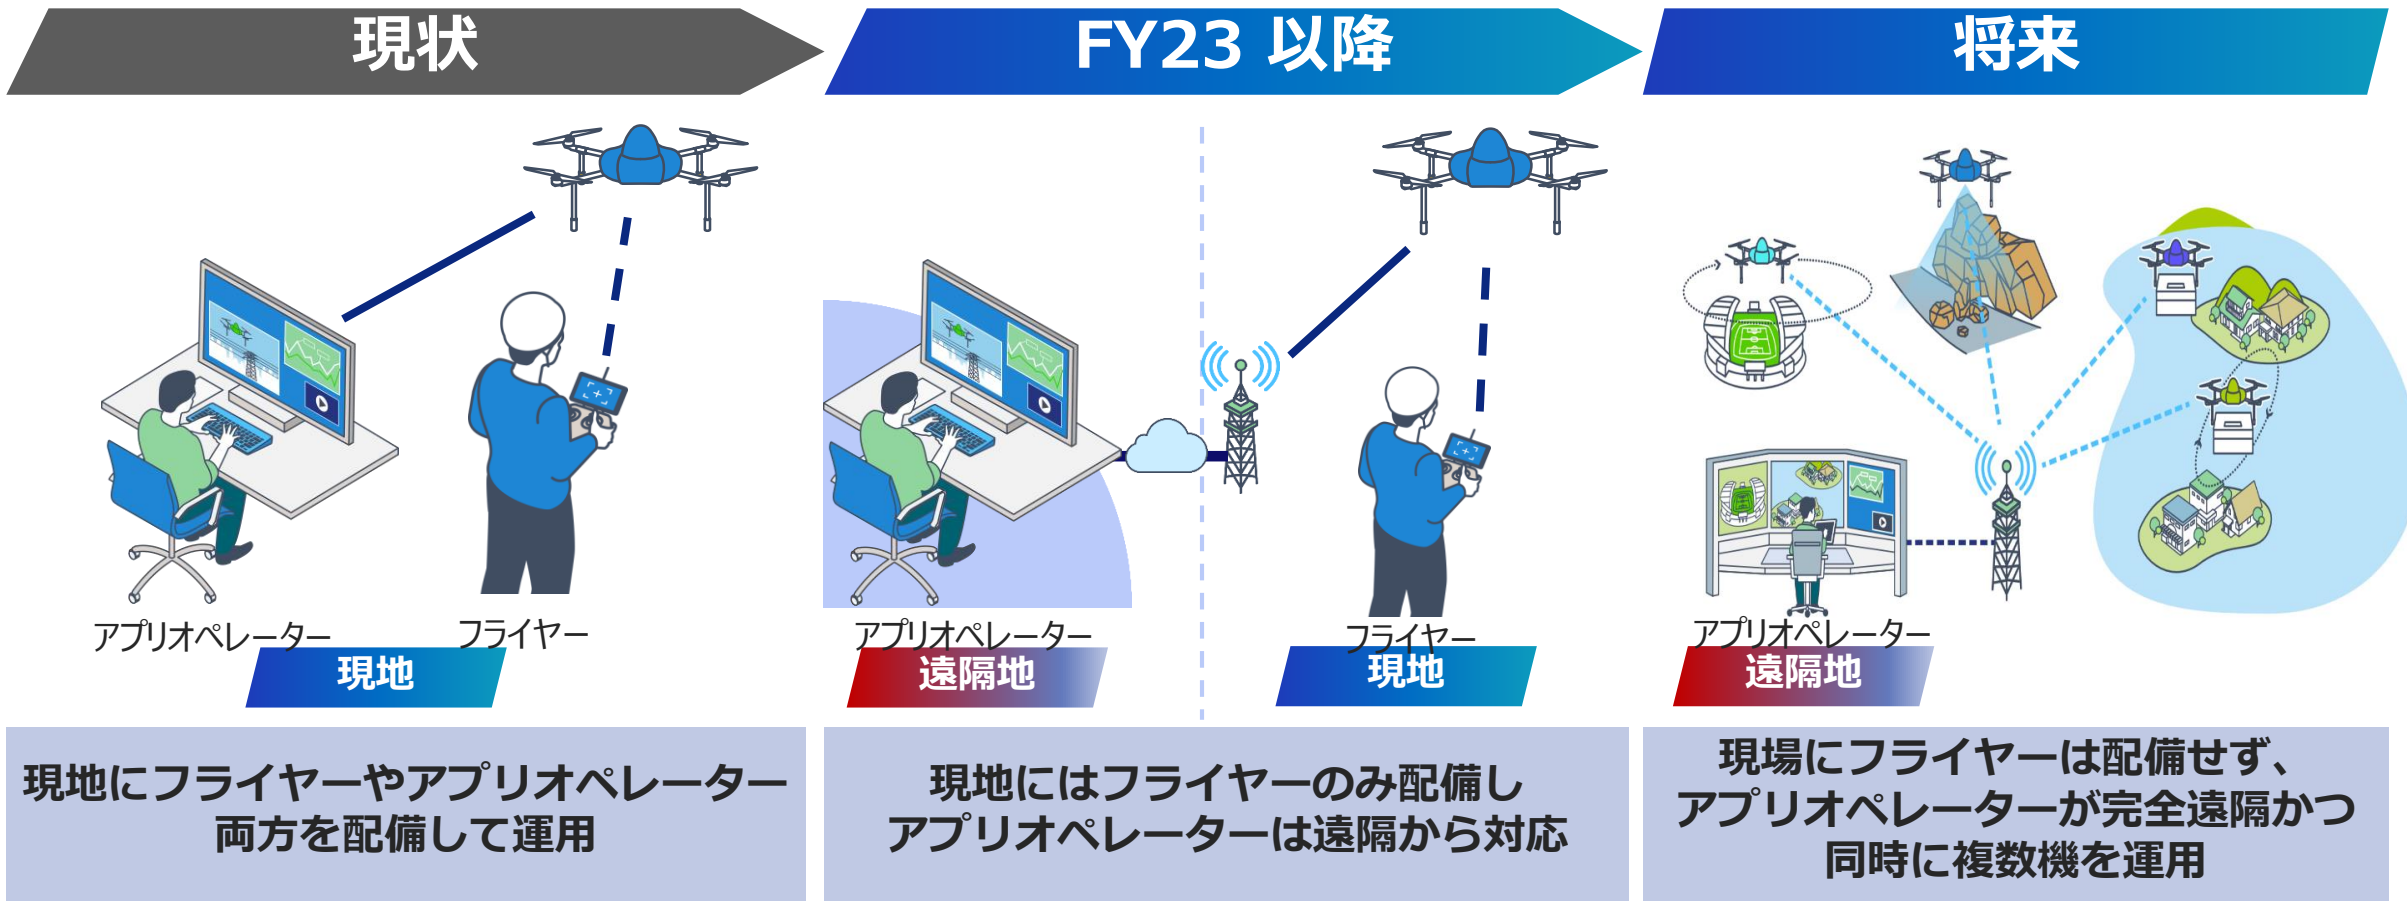 現状
FY23 以降
将来
アプリオペレーター
フライヤー
現地
アプリオペレーター
遠隔地
フライヤー
現地
アプリオペレーター
遠隔地
現地にフライヤーやアプリオペレーター
両方を配備して運用
現地にはフライヤーのみ配備し
アプリオペレーターは遠隔から対応
現場にフライヤーは配備せず、
アプリオペレーターが完全遠隔かつ
同時に複数機を運用